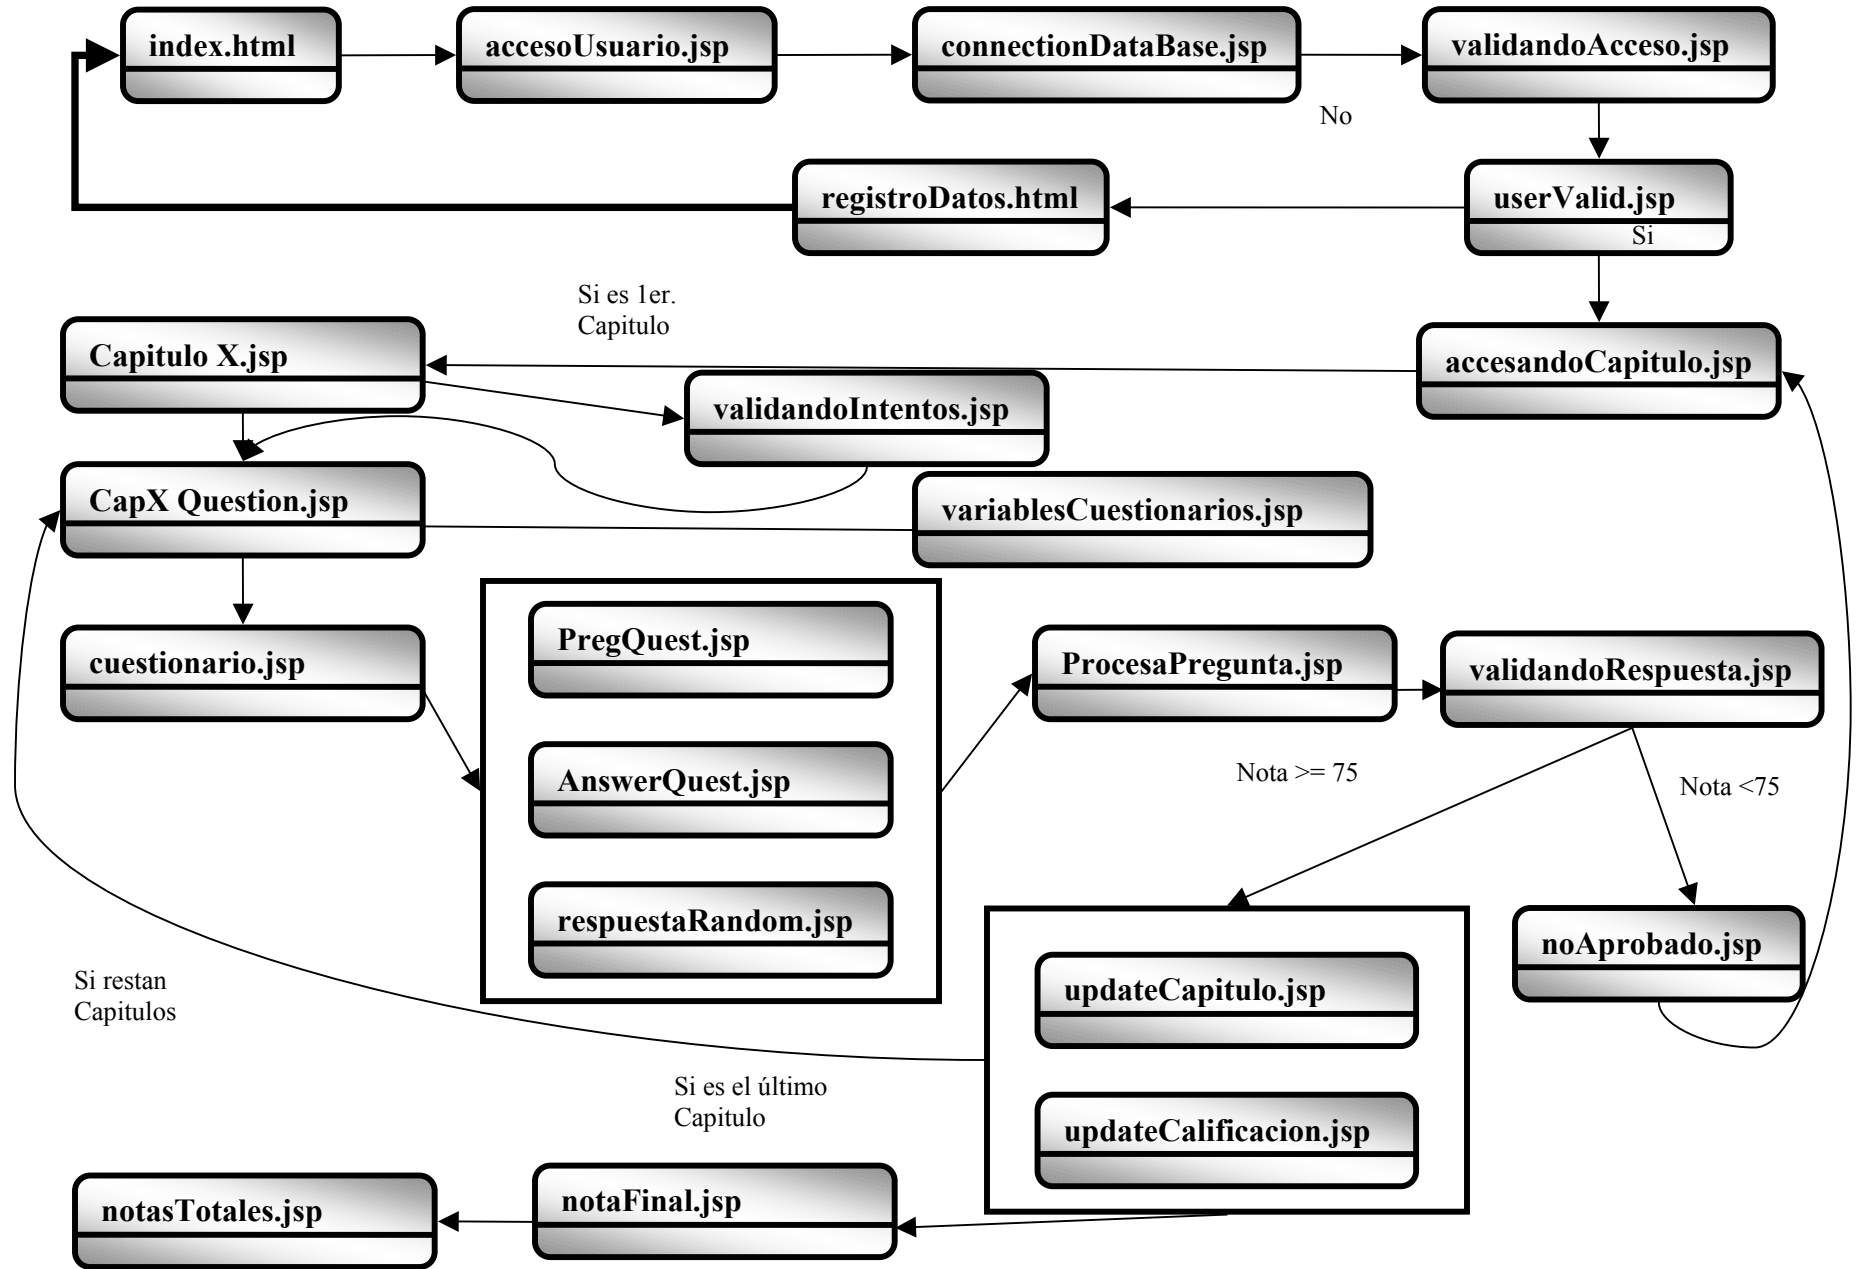 index.html
accesoUsuario.jsp
connectionDataBase.jsp
validandoAcceso.jsp
No
registroDatos.html
userValid.jsp
Si
Si es 1er.
Capitulo
Capitulo X.jsp
accesandoCapitulo.jsp
validandoIntentos.jsp
CapX Question.jsp
variablesCuestionarios.jsp
cuestionario.jsp
PregQuest.jsp
ProcesaPregunta.jsp
validandoRespuesta.jsp
AnswerQuest.jsp
Nota >= 75
Nota <75
respuestaRandom.jsp
noAprobado.jsp
Si restan
Capitulos
updateCapitulo.jsp
Si es el último
Capitulo
updateCalificacion.jsp
notasTotales.jsp
notaFinal.jsp